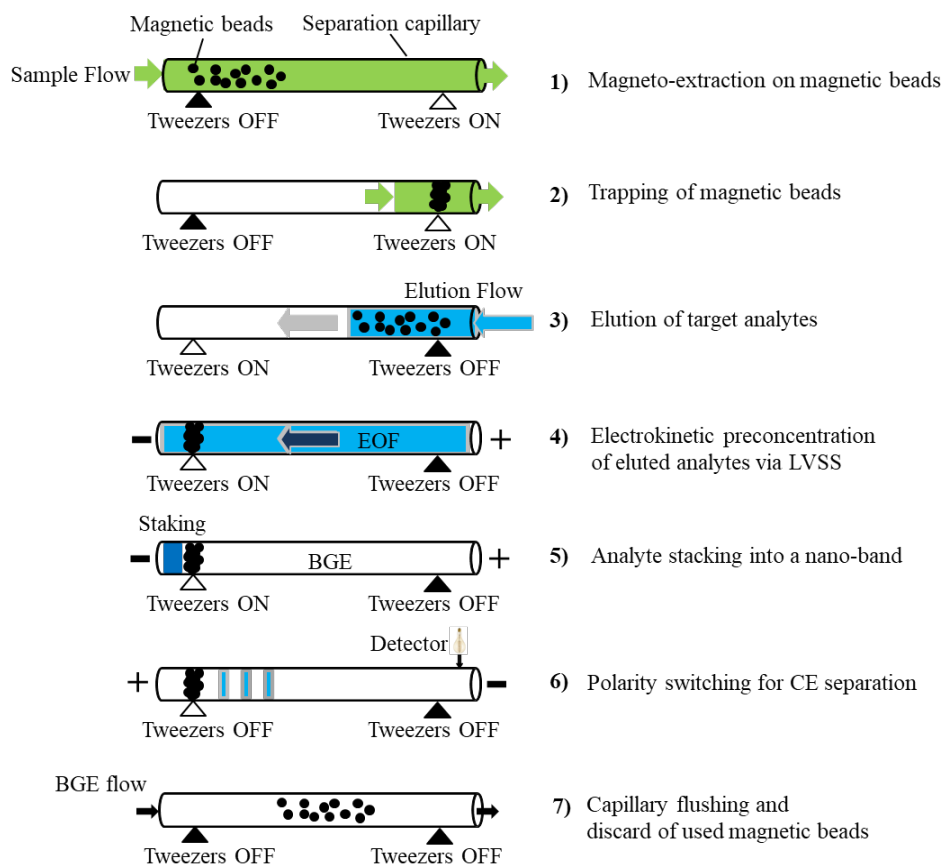 Magnetic beads
Separation capillary
Sample Flow
Tweezers OFF
Tweezers ON
1) Magneto-extraction on magnetic beads
Tweezers OFF
Tweezers ON
2) Trapping of magnetic beads
Elution Flow
Tweezers ON
Tweezers OFF
3) Elution of target analytes
-
EOF
+
Tweezers ON
Tweezers OFF
4) Electrokinetic preconcentration
of eluted analytes via LVSS
Staking
-
BGE
+
Tweezers ON
Tweezers OFF
5) Analyte stacking into a nano-band
Detector
+
-
Tweezers OFF
Tweezers OFF
6) Polarity switching for CE separation
BGE flow
Tweezers OFF
Tweezers OFF
7) Capillary flushing and
discard of used magnetic beads